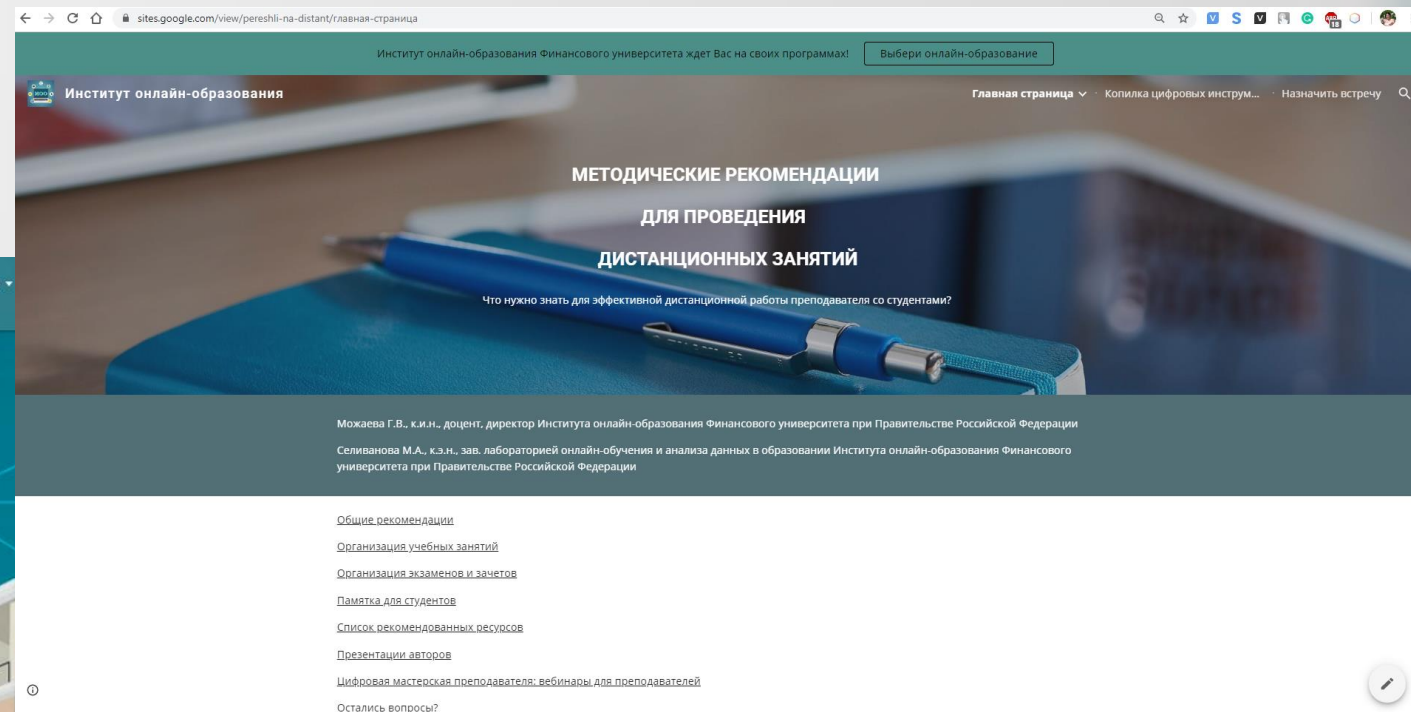 sites.google.com/view/pereshli-na-distant/главная-страница
18
Институт онлайн-образования Финансового университета ждет Вас на своих программах!
Выбери онлайн-образование
Институт онлайн-образования
Главная страница
Копилка цифровых инструм...
Назначить встречу
МЕТОДИЧЕСКИЕ РЕКОМЕНДАЦИИ
ДЛЯ ПРОВЕДЕНИЯ
ДИСТАНЦИОННЫХ ЗАНЯТИЙ
Что нужно знать для эффективной дистанционной работы преподавателя со студентами?
Можаева Г.В., к.и.н., доцент, директор Института онлайн-образования Финансового университета при Правительстве Российской Федерации
Селиванова М.А., к.э.н., зав. лабораторией онлайн-обучения и анализа данных в образовании Института онлайн-образования Финансового
университета при Правительстве Российской Федерации
Общие рекомендации
Организация учебных занятий
Организация экзаменов и зачетов
Памятка для студентов
Список рекомендованных ресурсов
Презентации авторов
Цифровая мастерская преподавателя: вебинары для преподавателей
Остались вопросы?